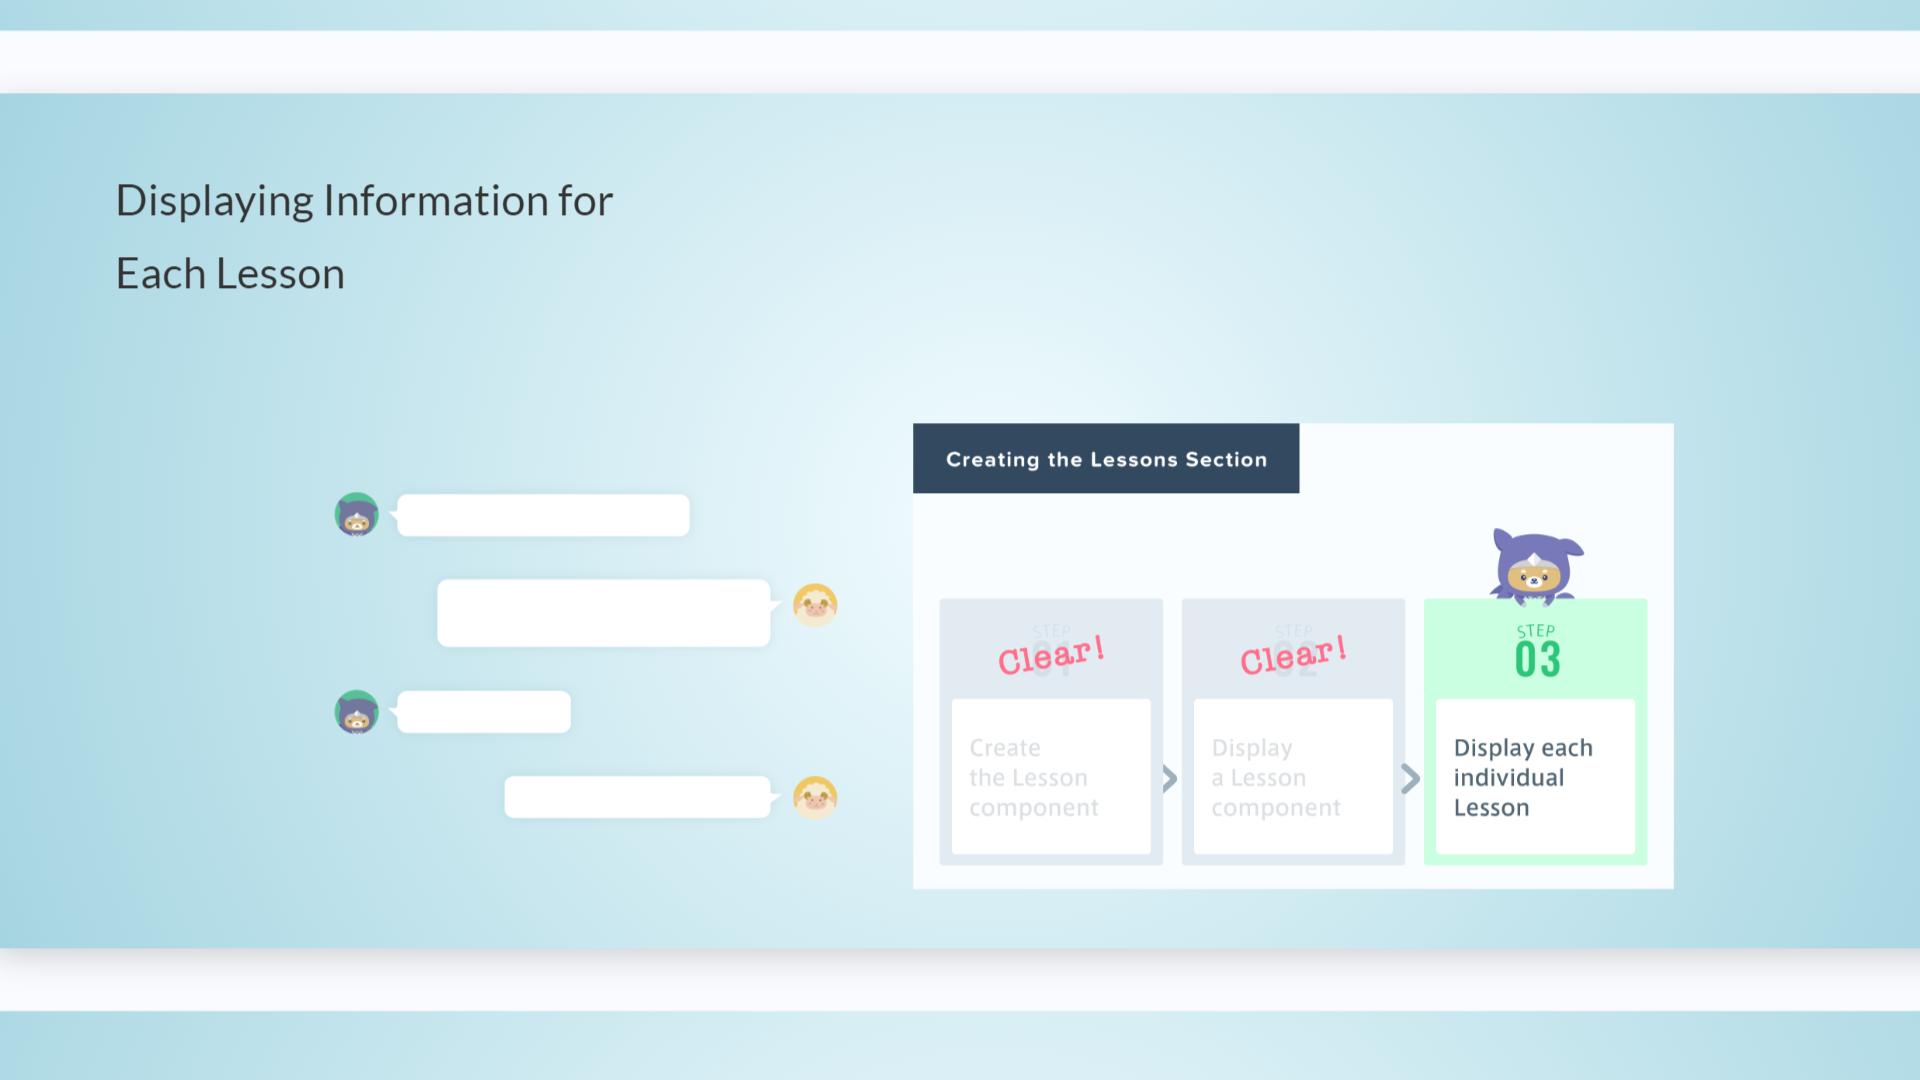 Displaying Information for
Each Lesson
Creating the Lessons Section
STEP
01
Clear!
Create
the Lesson
component
STEP
02
Clear!
Display
a Lesson
component
STEP
03
Display each
individual
Lesson